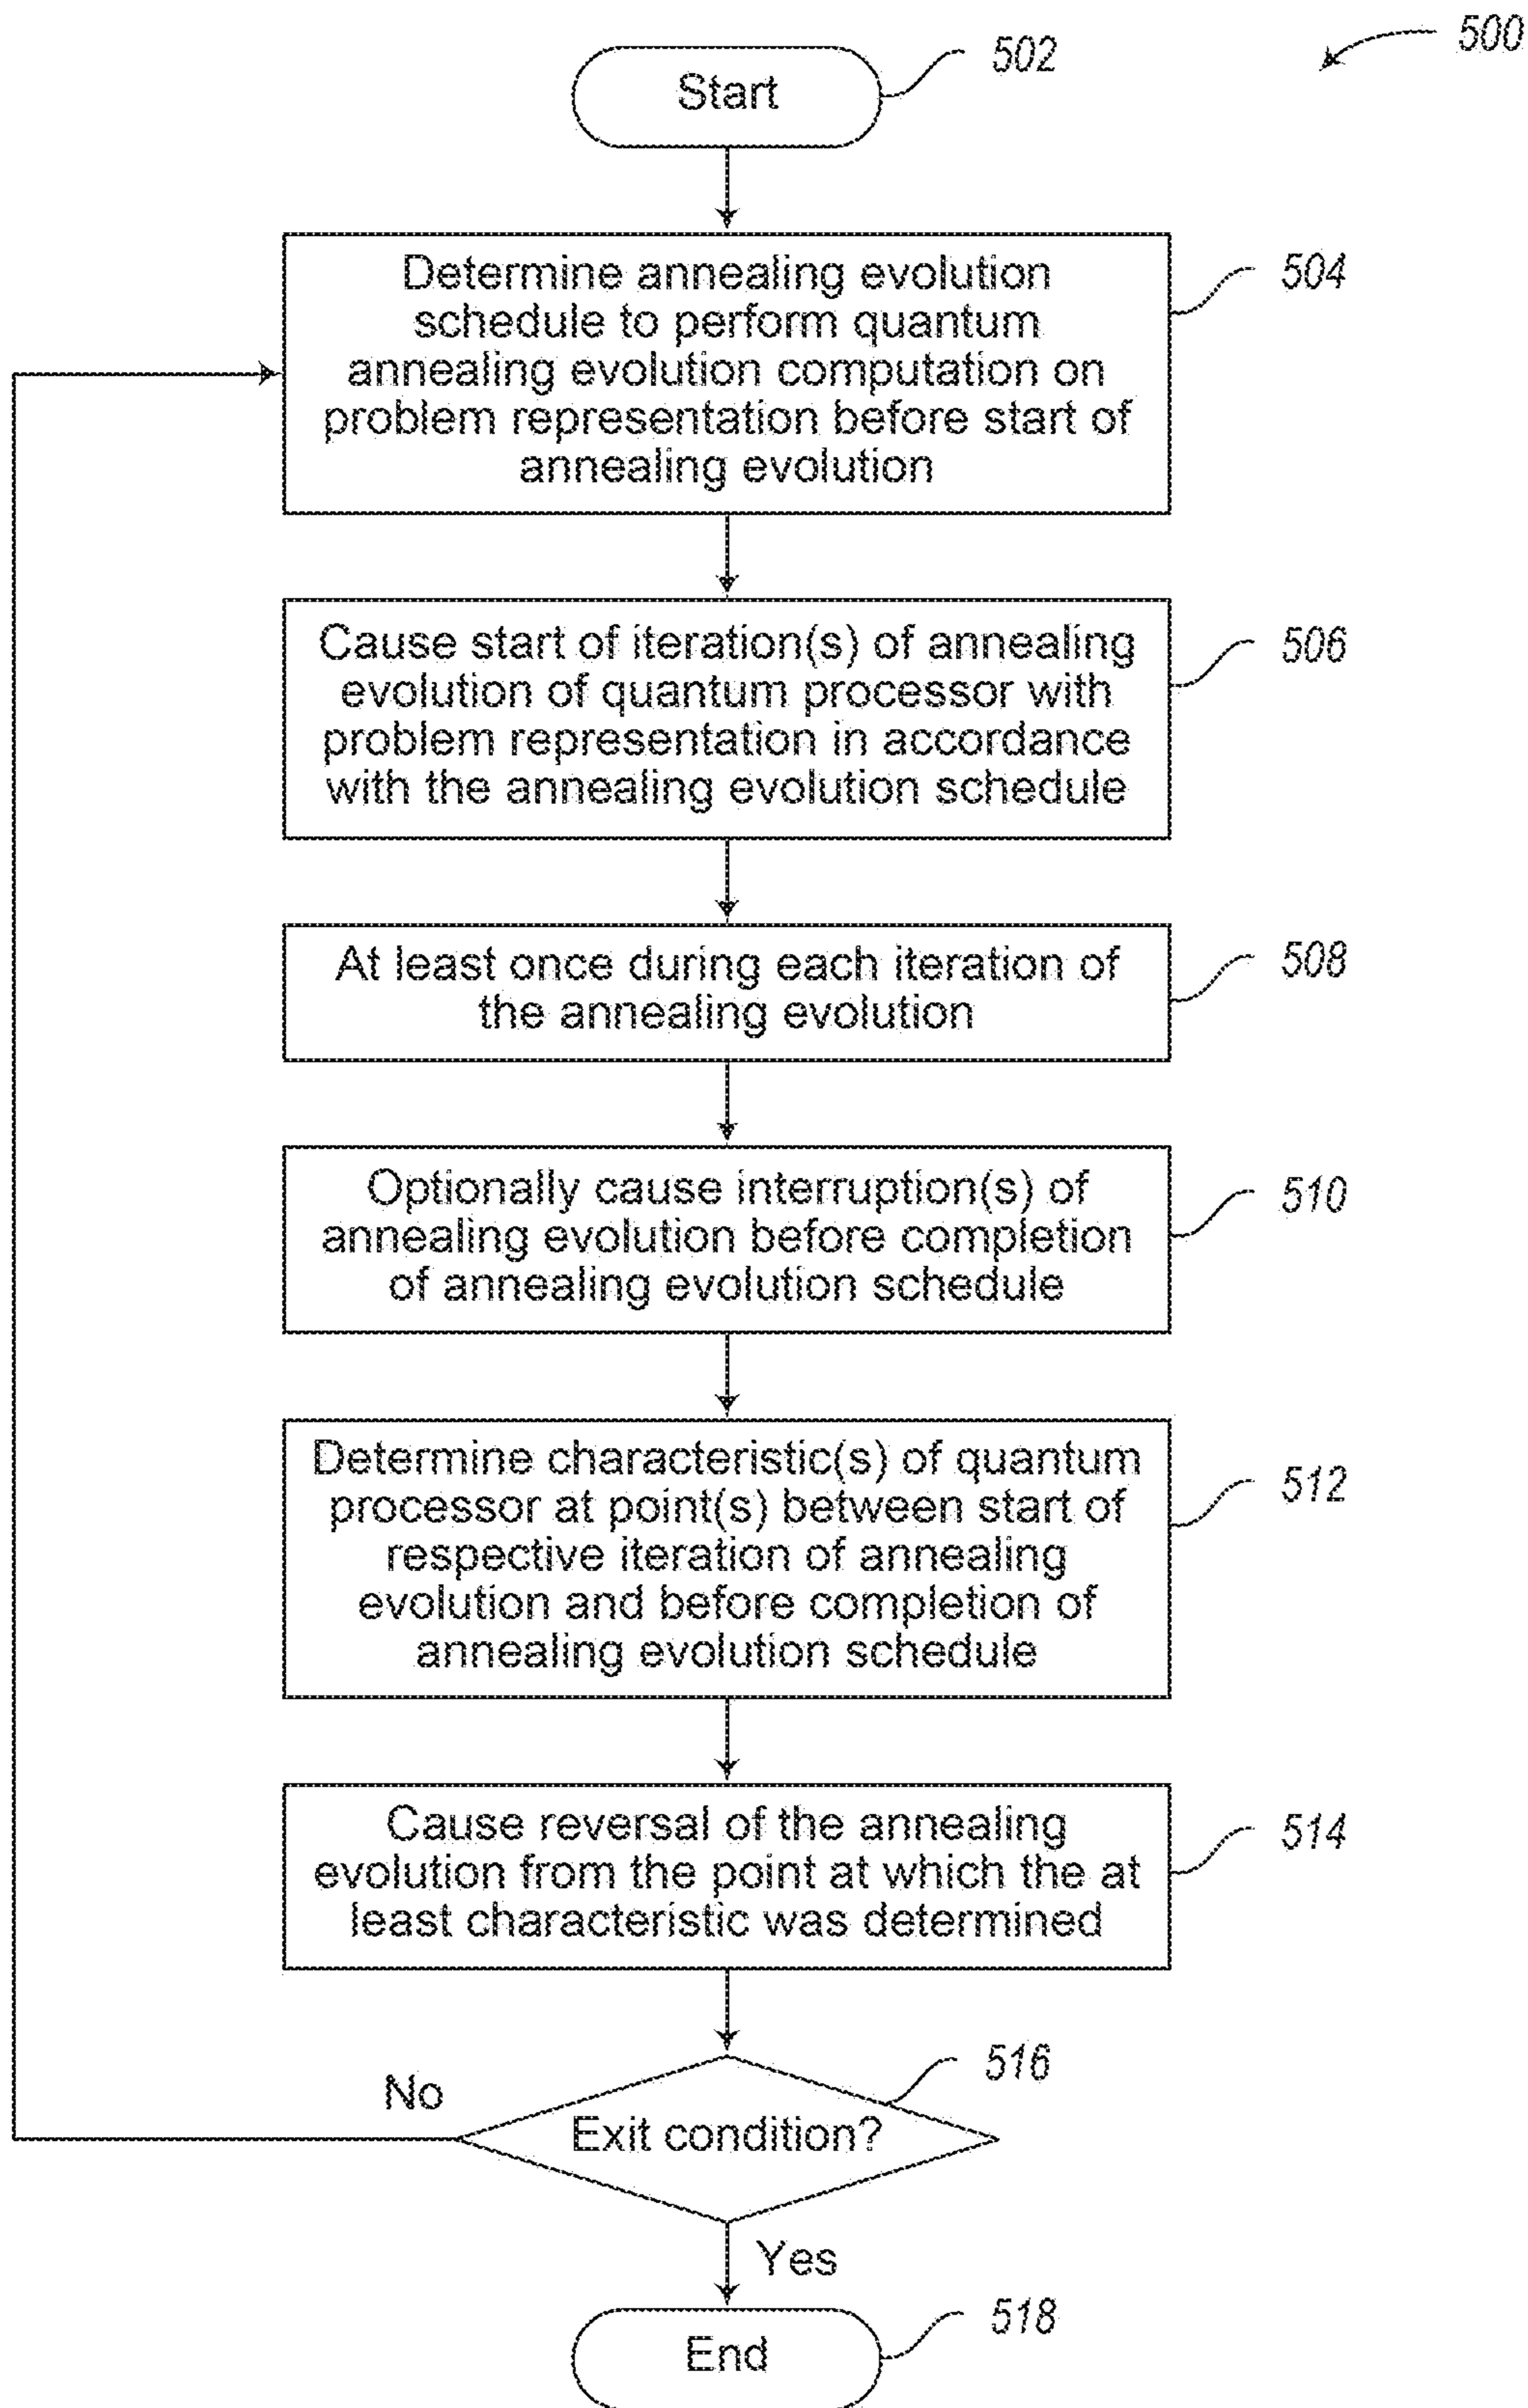 500
Start
502
Determine annealing evolution
schedule to perform quantum
annealing evolution computation on
problem representation before start of
annealing evolution
504
Cause start of iteration(s) of annealing
evolution of quantum processor with
problem representation in accordance
with the annealing evolution schedule
506
At least once during each iteration of
the annealing evolution
508
Optionally cause interruption(s) of
annealing evolution before completion
of annealing evolution schedule
510
Determine characteristic(s) of quantum
processor at point(s) between start of
respective iteration of annealing
evolution and before completion of
annealing evolution schedule
512
Cause reversal of the annealing
evolution from the point at which the at
least characteristic was determined
514
No
516
Exit condition?
Yes
End
518